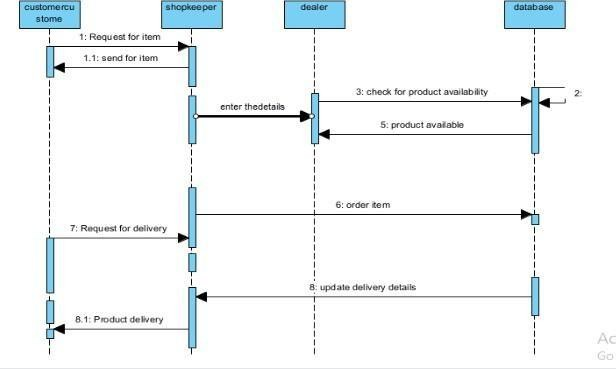 customercu
stome
shopkeeper
dealer
database
1: Request for item
1.1: send for item
3: check for product availability
2:
enter thedetails
5: product available
6: order item
7: Request for delivery
8: update delivery details
8.1: Product delivery
Ac
Go